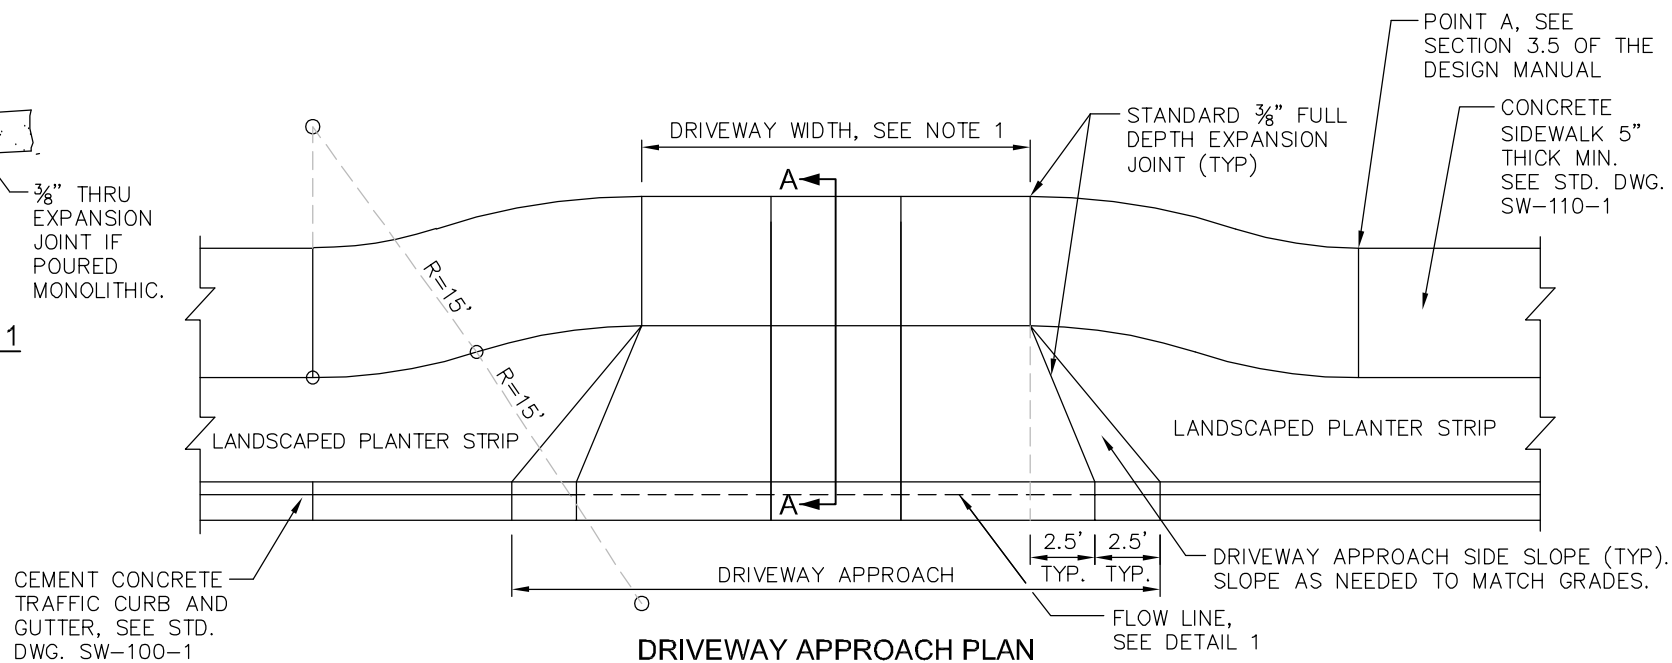 POINT A, SEE
SECTION 3.5 OF THE
DESIGN MANUAL
CONCRETE
SIDEWALK 5"
THICK MIN.
SEE STD. DWG.
SW-110-1
STANDARD ⅜" FULL
DEPTH EXPANSION
JOINT (TYP)
DRIVEWAY WIDTH, SEE NOTE 1
A
⅜" THRU
EXPANSION
JOINT IF
POURED
MONOLITHIC.
1
R=15'
R=15'
LANDSCAPED PLANTER STRIP
LANDSCAPED PLANTER STRIP
A
2.5'
TYP.
2.5'
TYP.
DRIVEWAY APPROACH
DRIVEWAY APPROACH SIDE SLOPE (TYP).
SLOPE AS NEEDED TO MATCH GRADES.
CEMENT CONCRETE
TRAFFIC CURB AND
GUTTER, SEE STD.
DWG. SW-100-1
FLOW LINE,
SEE DETAIL 1
DRIVEWAY APPROACH PLAN